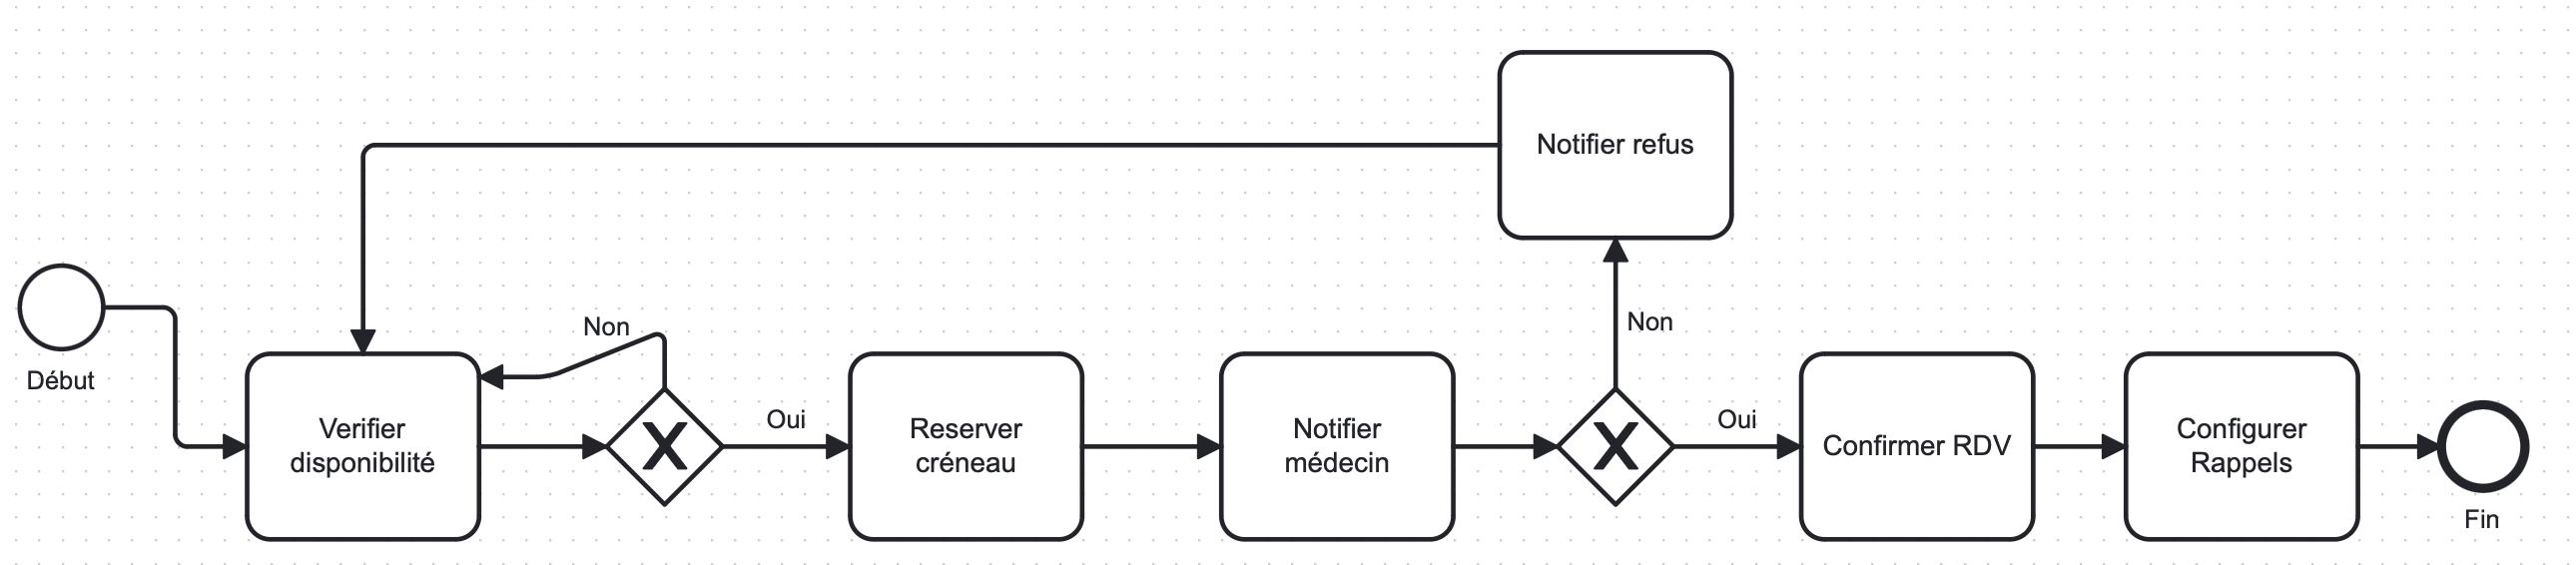 Notifier refus
Non
Non
Début
Verifier
disponibilité
Oui
Reserver
créneau
Notifier
médecin
Oui
Confirmer RDV
Configurer
Rappels
Fin